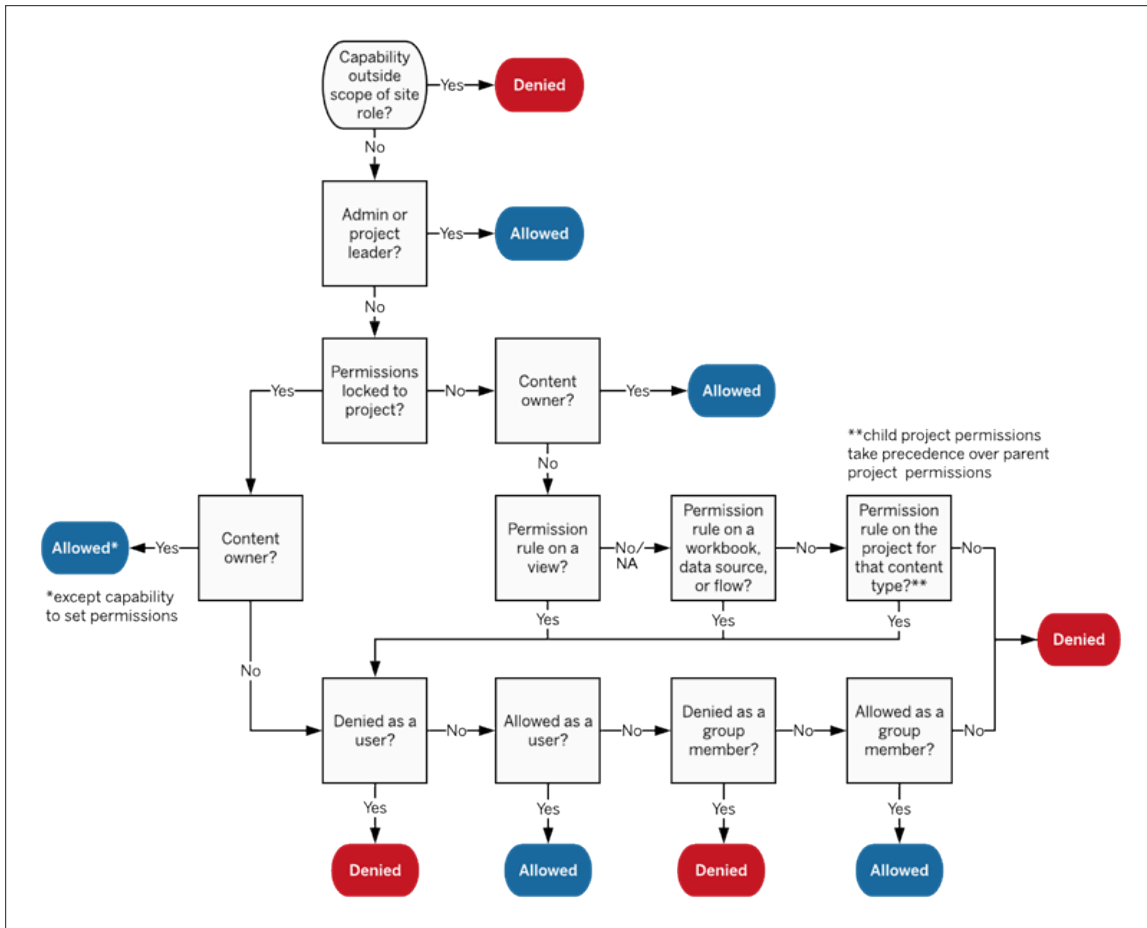 Capability
outside
scope of site
role?
Yes
Denied
No
Admin or
project
leader?
Yes
Allowed
No
Permissions
locked to
project?
Yes
No
Content
owner?
Yes
Allowed
**child project permissions
take precedence over parent
project permissions
No
Content
owner?
Yes
Allowed*
*except capability
to set permissions
Permission
rule on a
view?
No/
NA
Permission
rule on a
workbook,
data source,
or flow?
No
Permission
rule on the
project for
that content
type?**
No
Yes
Yes
Yes
Denied
No
Denied as a
user?
No
Allowed as a
user?
No
Denied as a
group
member?
No
Allowed as a
group
member?
No
Yes
Yes
Yes
Yes
Denied
Allowed
Denied
Allowed